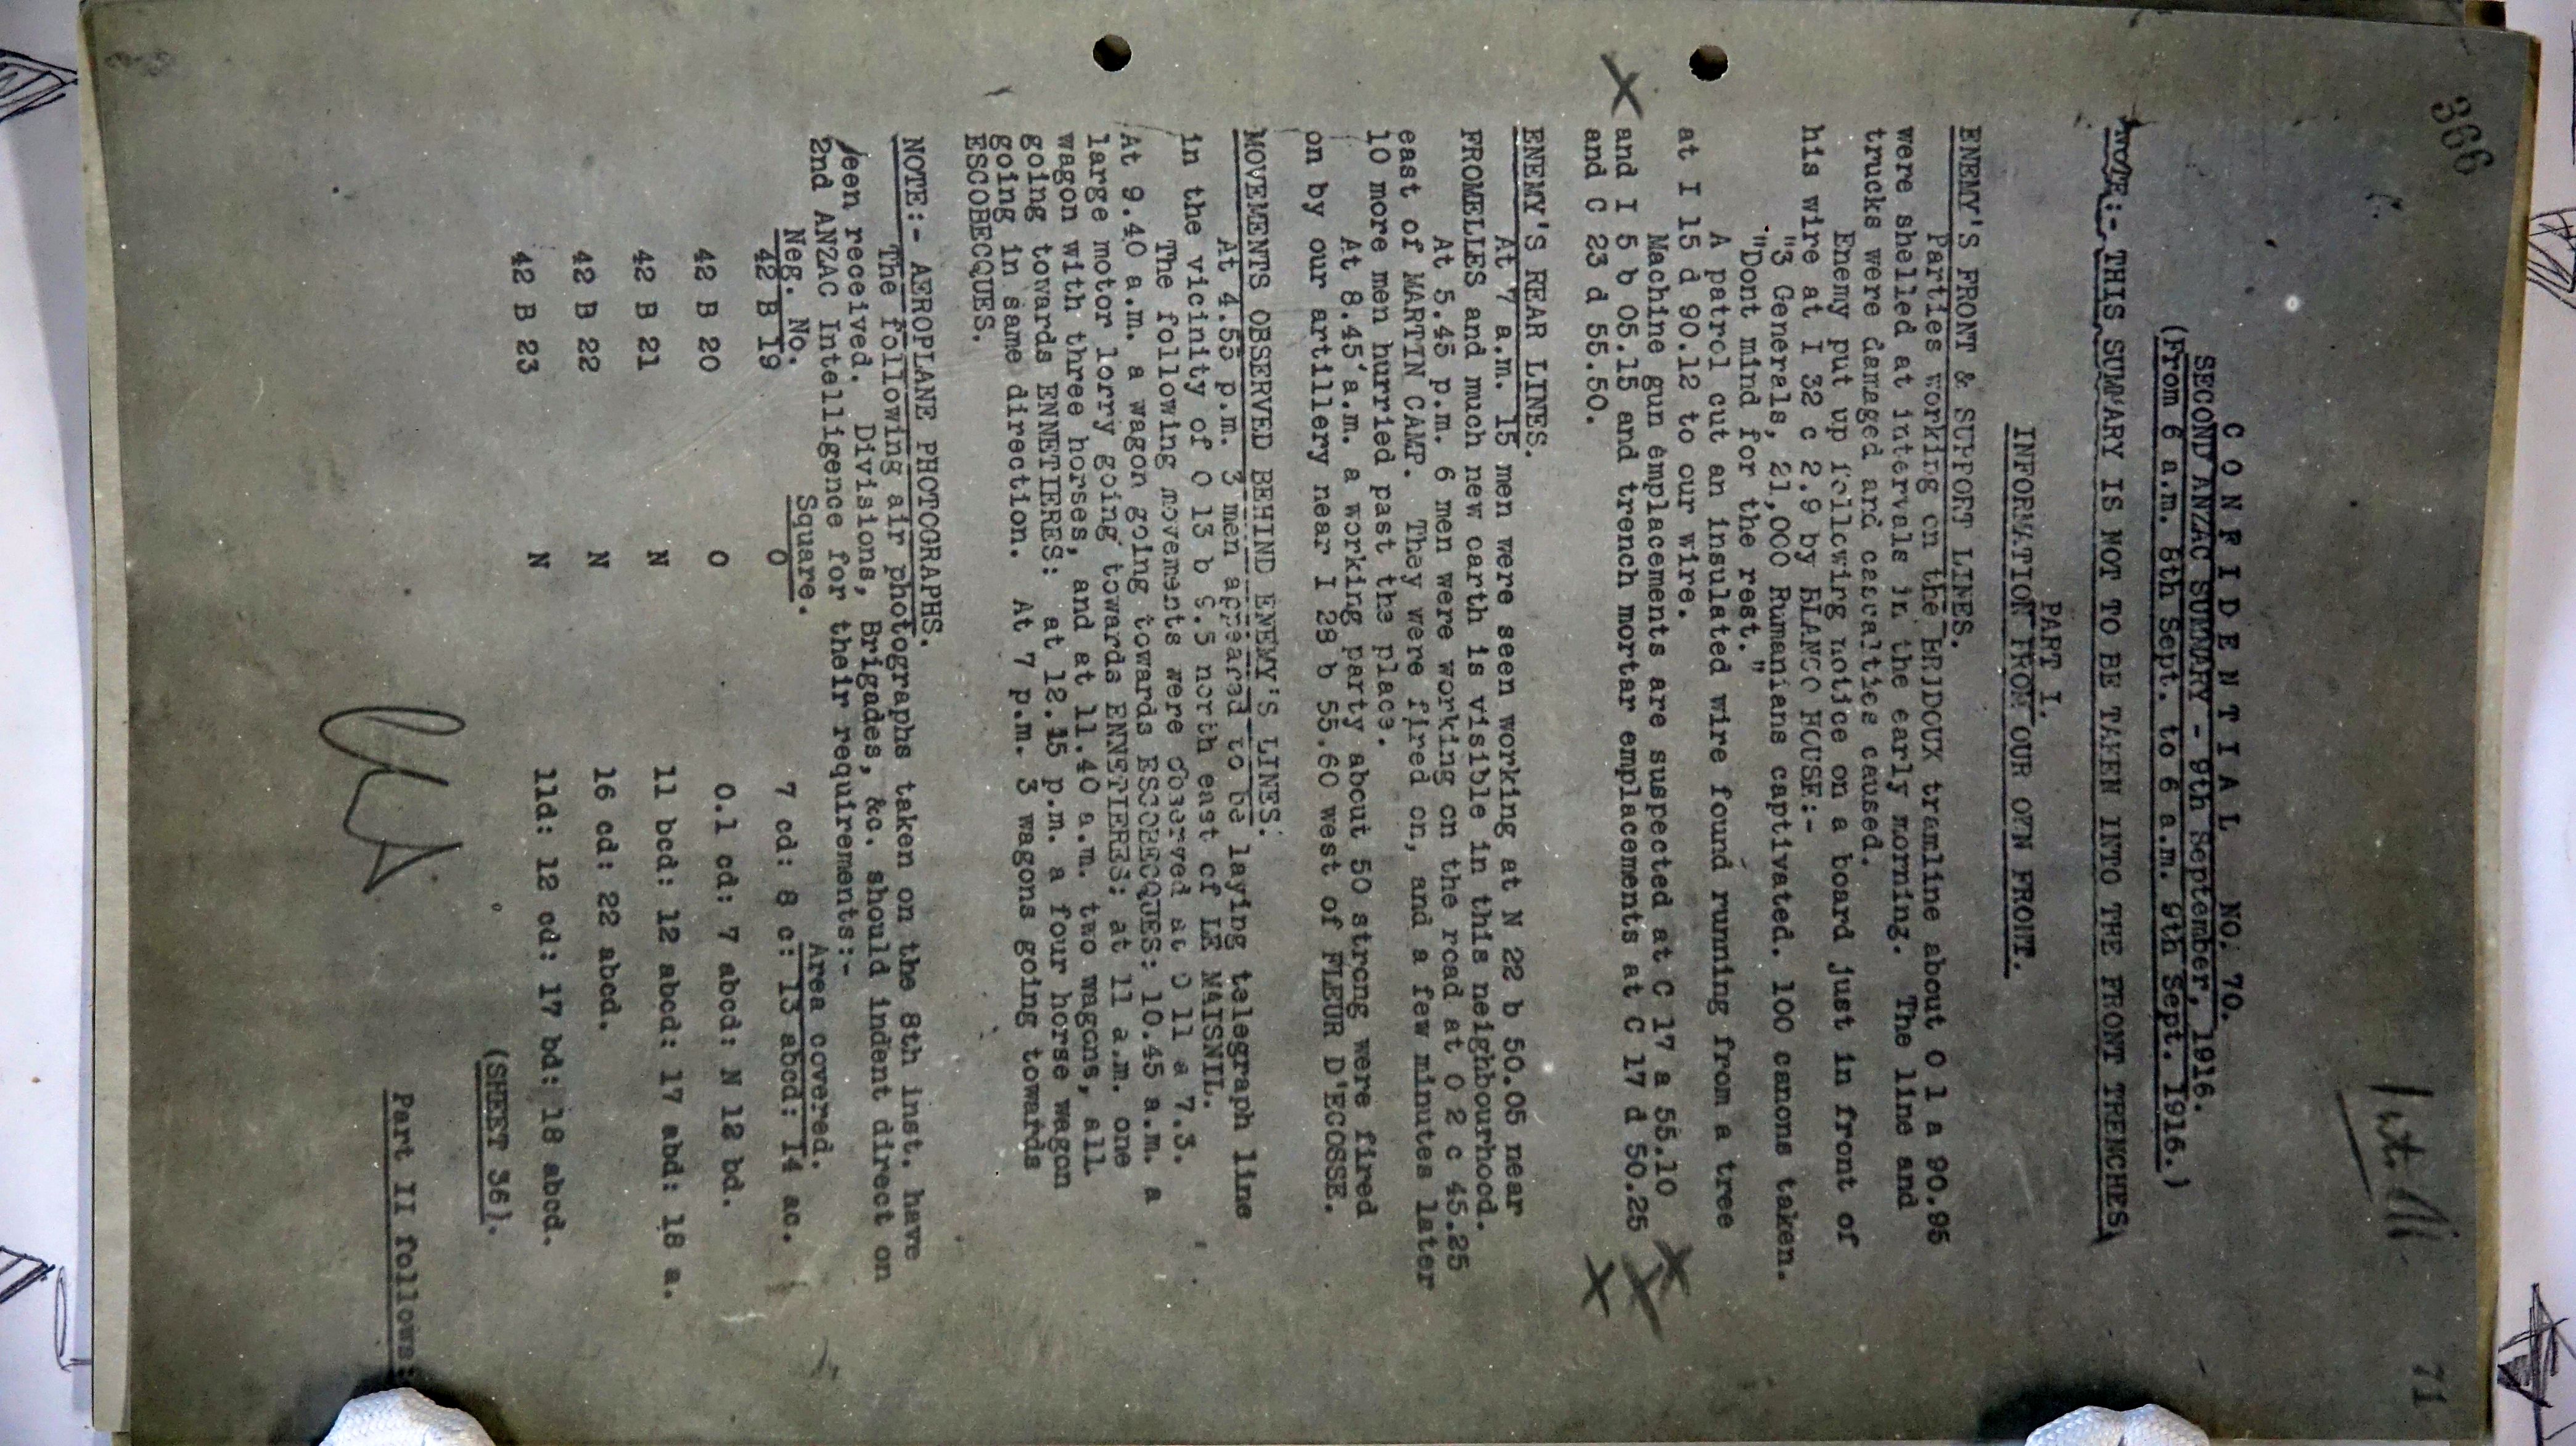 366
Int.
71
C O N F I D E N T I A L   NO. 70.
SECOND ANZAC SUMMARY - 9th September, 1916.
(From 6 a.m. 8th Sept. to 6 a.m. 9th Sept. 1916.)
NOTE:- THIS SUMMARY IS NOT TO BE TAKEN INTO THE FRONT TRENCHES
PART I.
INFORMATION FROM OUR OWN FRONT.
ENEMY'S FRONT & SUPPORT LINES.
Parties working on the BRIDOUX tramline about O 1 a 90.95
were shelled at intervals in the early morning. The line and
trucks were damaged and casualties caused.
Enemy put up following notice on a board just in front of
his wire at I 32 c 2.9 by BLANCO HOUSE:-
"3 Generals, 21,000 Rumanians captivated. 100 canons taken.
"Dont mind for the rest."
A patrol cut an insulated wire found running from a tree
at I 15 d 90.12 to our wire.
Machine gun emplacements are suspected at C 17 a 55.10 X
X and I 5 b 05.15 and trench mortar emplacements at C 17 d 50.25 X
and C 23 d 55.50. X
ENEMY'S REAR LINES.
At 7 a.m. 15 men were seen working at N 22 b 50.05 near
FROMELLES and much new earth is visible in this neighbourhood.
At 5.45 p.m. 6 men were working on the road at O 2 c 45.25
east of MARTIN CAMP. They were fired on, and a few minutes later
10 more men hurried past the place.
At 8.45 a.m. a working party about 50 strong were fired
on by our artillery near I 28 b 55.60 west of FLEUR D'ECOSSE.
MOVEMENTS OBSERVED BEHIND ENEMY'S LINES.
At 4.55 p.m. 3 men appeared to be laying telegraph line
in the vicinity of O 13 b 8.5 north east of LE MAISNIL.
The following movements were observed at O 11 a 7.3.
At 9.40 a.m. a wagon going towards ESCOBECQUES: 10.45 a.m. a
large motor lorry going towards ENNETIERES: at 11 a.m. one
wagon with three horses, and at 11.40 a.m. two wagons, all
going towards ENNETIERES: at 12.15 p.m. a four horse wagon
going in same direction. At 7 p.m. 3 wagons going towards
ESCOBECQUES.
NOTE:- AEROPLANE PHOTOGRAPHS.
The following air photographs taken on the 8th inst. have
been received. Divisions, Brigades, &c. should indent direct on
2nd ANZAC Intelligence for their requirements:-
Neg. No. Square. Area covered.
42 B 19 O 7 cd: 8 c: 13 abcd: 14 ac.
42 B 20 O 0.1 cd: 7 abcd: N 12 bd.
42 B 21 N 11 bcd: 12 abcd: 17 abd: 18 a.
42 B 22 N 16 cd: 22 abcd.
42 B 23 N 11d: 12 cd: 17 bd: 18 abcd.
(SHEET 36).
Part II follows: